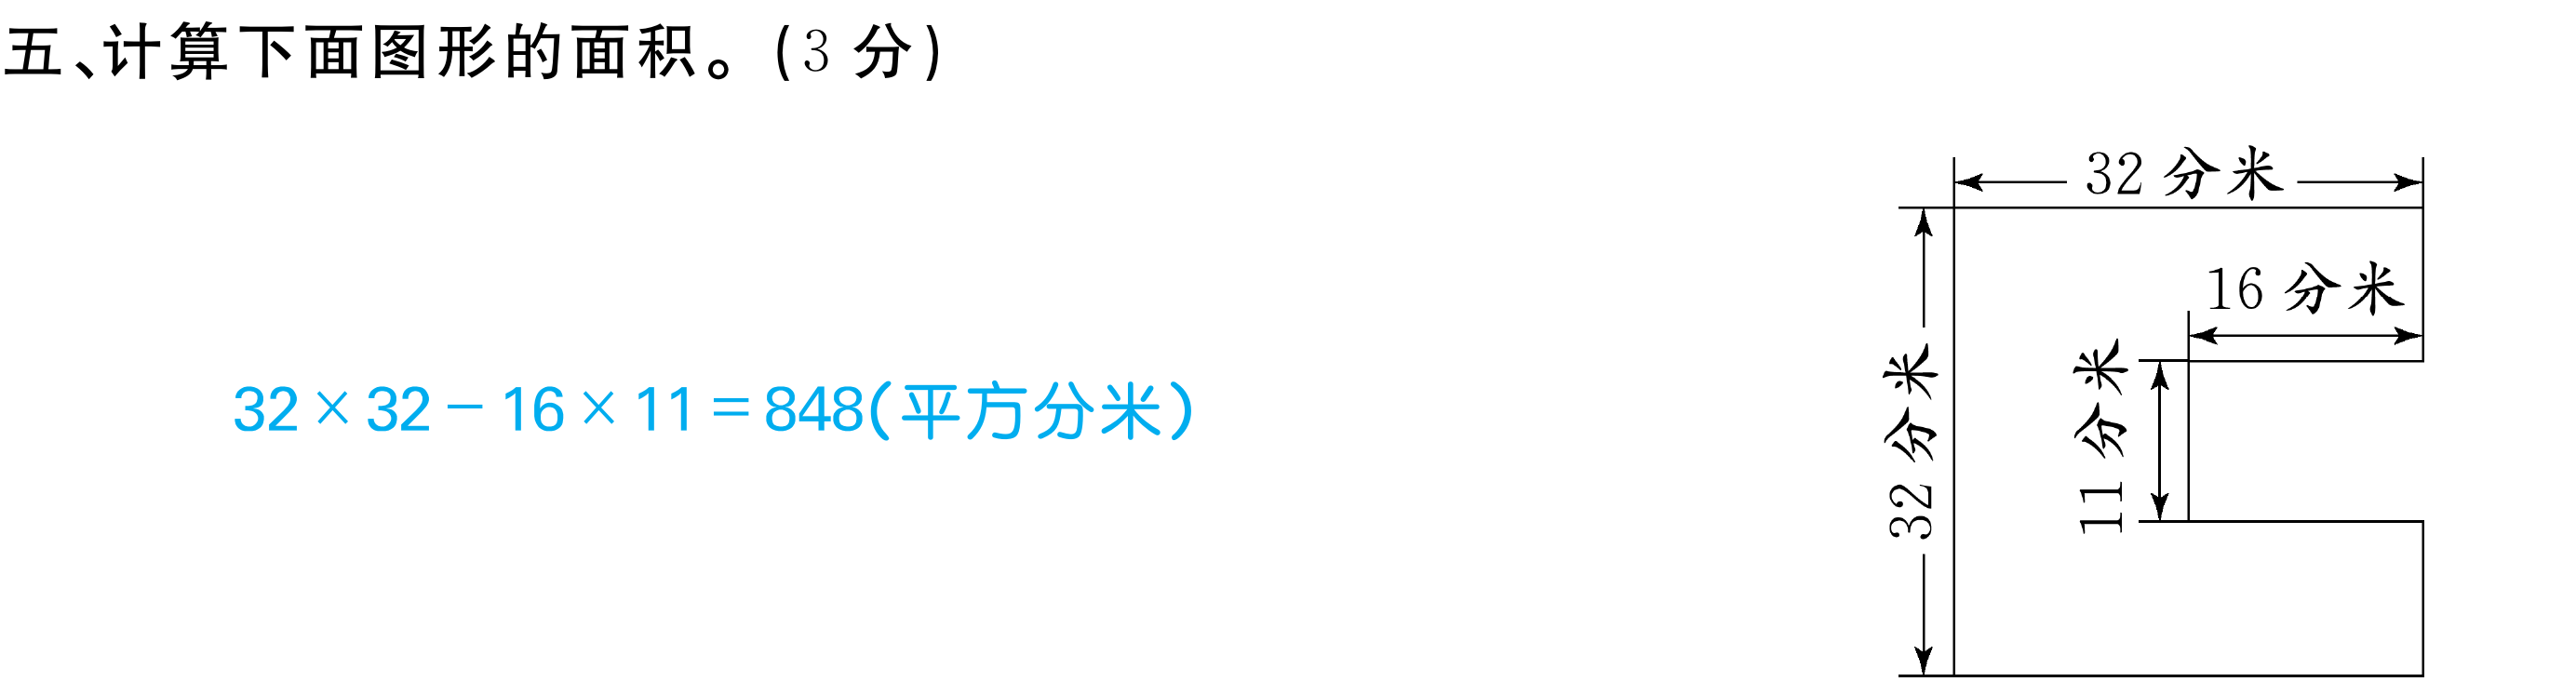 五、计算下面图形的面积。(3 分)
32 分米
16 分米
32 分米
11 分米
32×32－16×11＝848(平方分米)